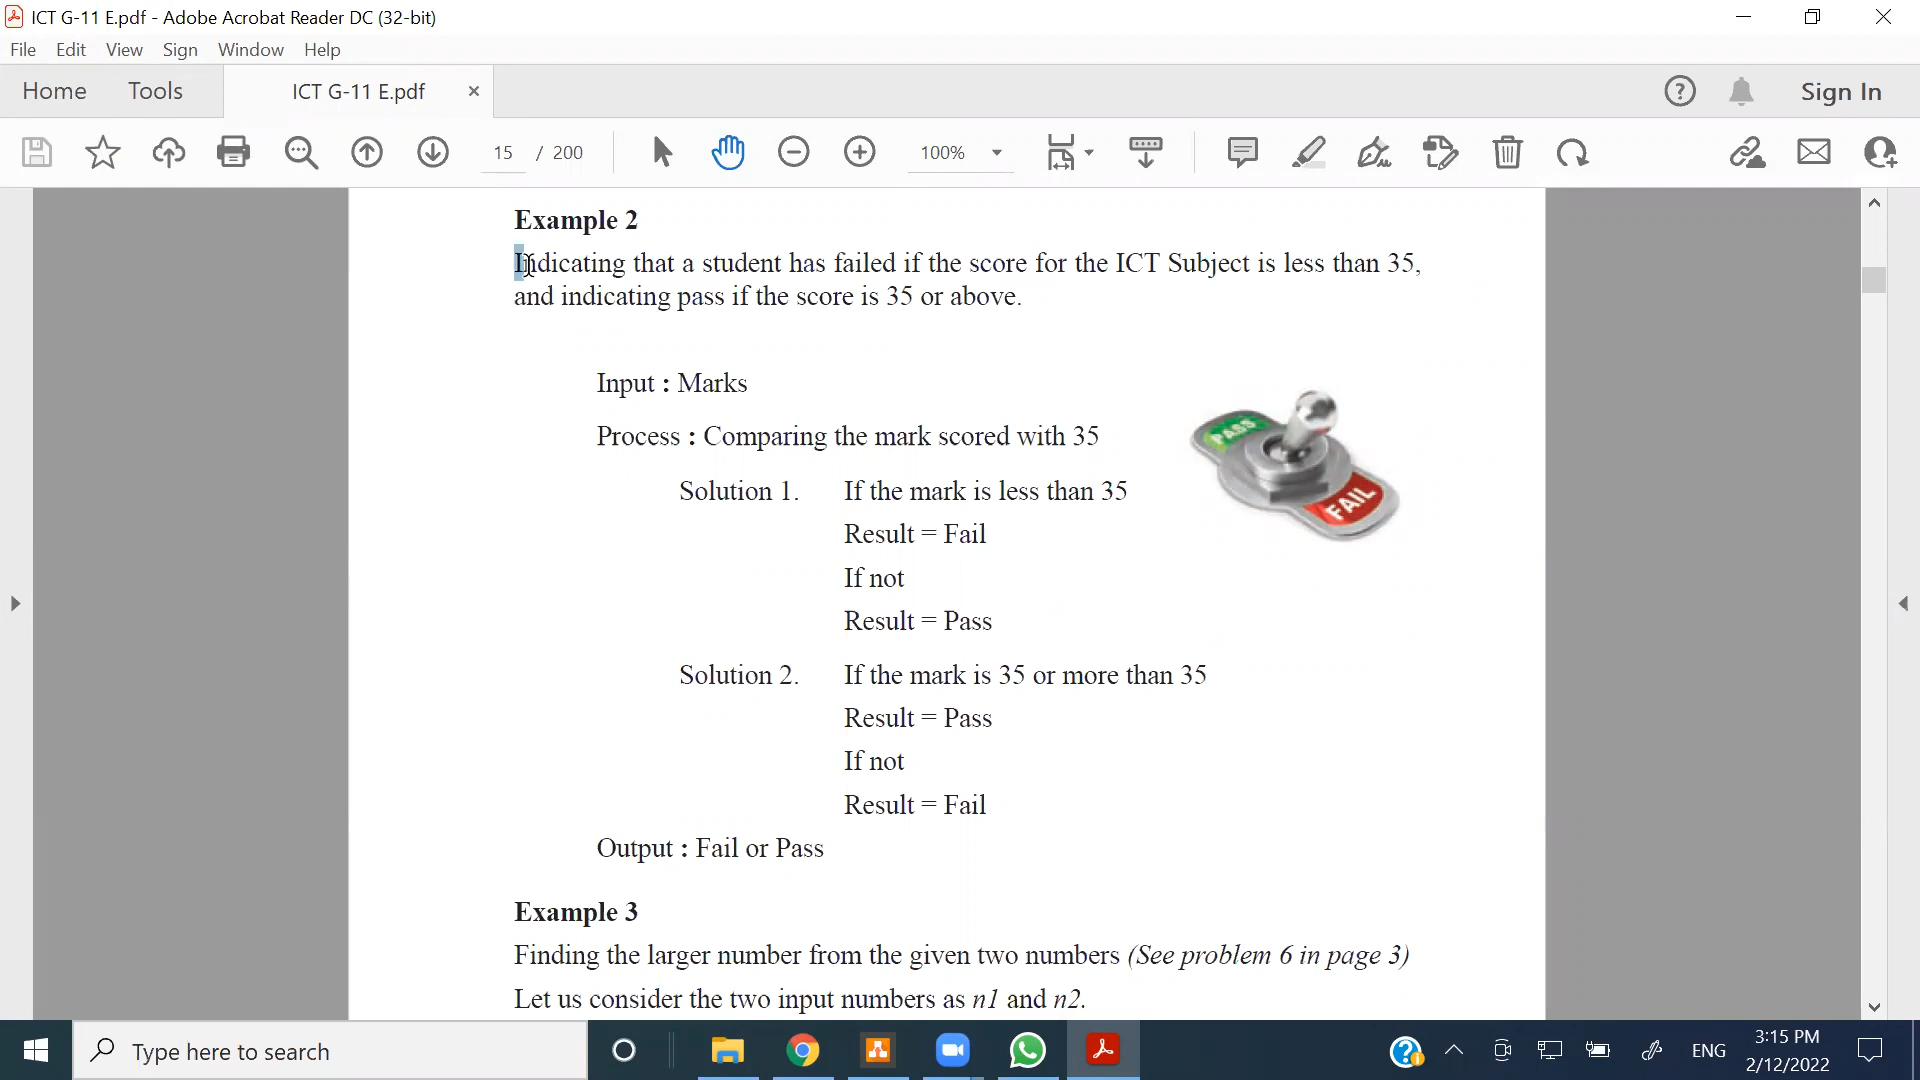 ICT G-11 E.pdf - Adobe Acrobat Reader DC (32-bit)
File Edit View Sign Window Help
Home Tools ICT G-11 E.pdf × Sign In
15 / 200 100%
Example 2
Indicating that a student has failed if the score for the ICT Subject is less than 35,
and indicating pass if the score is 35 or above.
Input : Marks
Process : Comparing the mark scored with 35
PASS
FAIL
Solution 1. If the mark is less than 35
Result = Fail
If not
Result = Pass
Solution 2. If the mark is 35 or more than 35
Result = Pass
If not
Result = Fail
Output : Fail or Pass
Example 3
Finding the larger number from the given two numbers (See problem 6 in page 3)
Let us consider the two input numbers as n1 and n2.
Type here to search
ENG
3:15 PM
2/12/2022